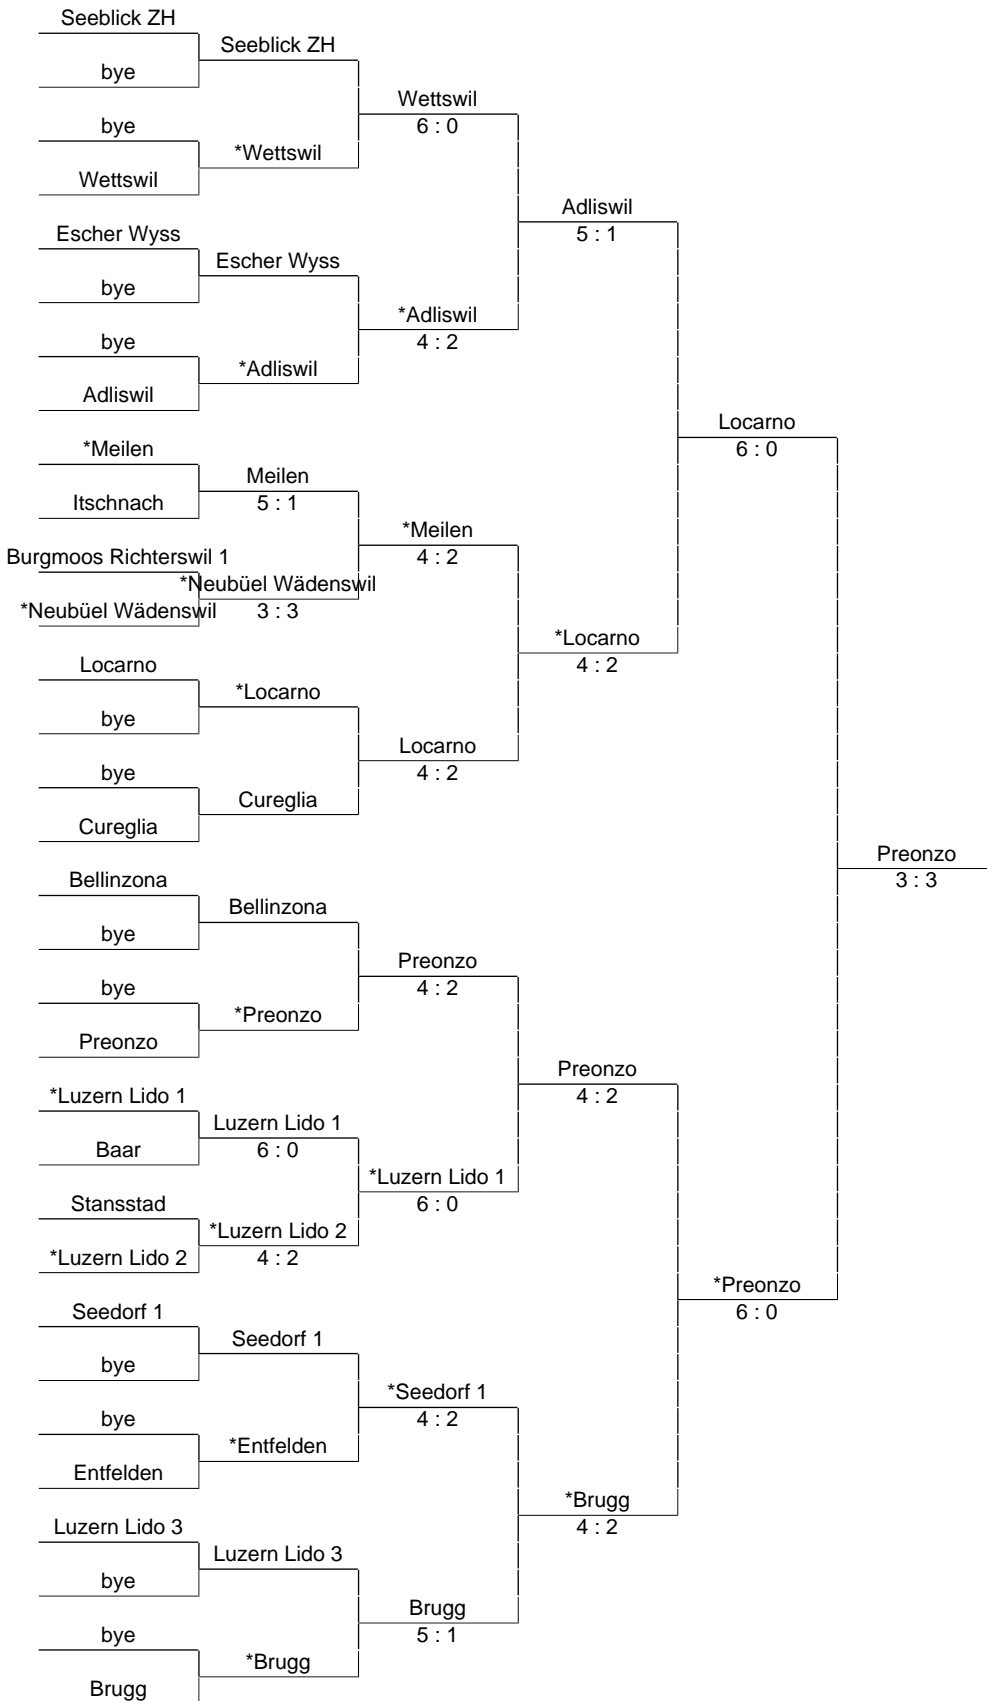 Seeblick ZH
Seeblick ZH
bye
Wettswil
6 : 0
bye
*Wettswil
Wettswil
Adliswil
5 : 1
Escher Wyss
Escher Wyss
bye
*Adliswil
4 : 2
bye
*Adliswil
Adliswil
Locarno
6 : 0
*Meilen
Meilen
5 : 1
Itschnach
*Meilen
4 : 2
Burgmoos Richterswil 1
*Neubüel Wädenswil
3 : 3
*Neubüel Wädenswil
*Locarno
4 : 2
Locarno
*Locarno
bye
Locarno
4 : 2
bye
Cureglia
Cureglia
Preonzo
3 : 3
Bellinzona
Bellinzona
bye
Preonzo
4 : 2
bye
*Preonzo
Preonzo
Preonzo
4 : 2
*Luzern Lido 1
Luzern Lido 1
6 : 0
Baar
*Luzern Lido 1
6 : 0
Stansstad
*Luzern Lido 2
4 : 2
*Luzern Lido 2
*Preonzo
6 : 0
Seedorf 1
Seedorf 1
bye
*Seedorf 1
4 : 2
bye
*Entfelden
Entfelden
*Brugg
4 : 2
Luzern Lido 3
Luzern Lido 3
bye
Brugg
5 : 1
bye
*Brugg
Brugg